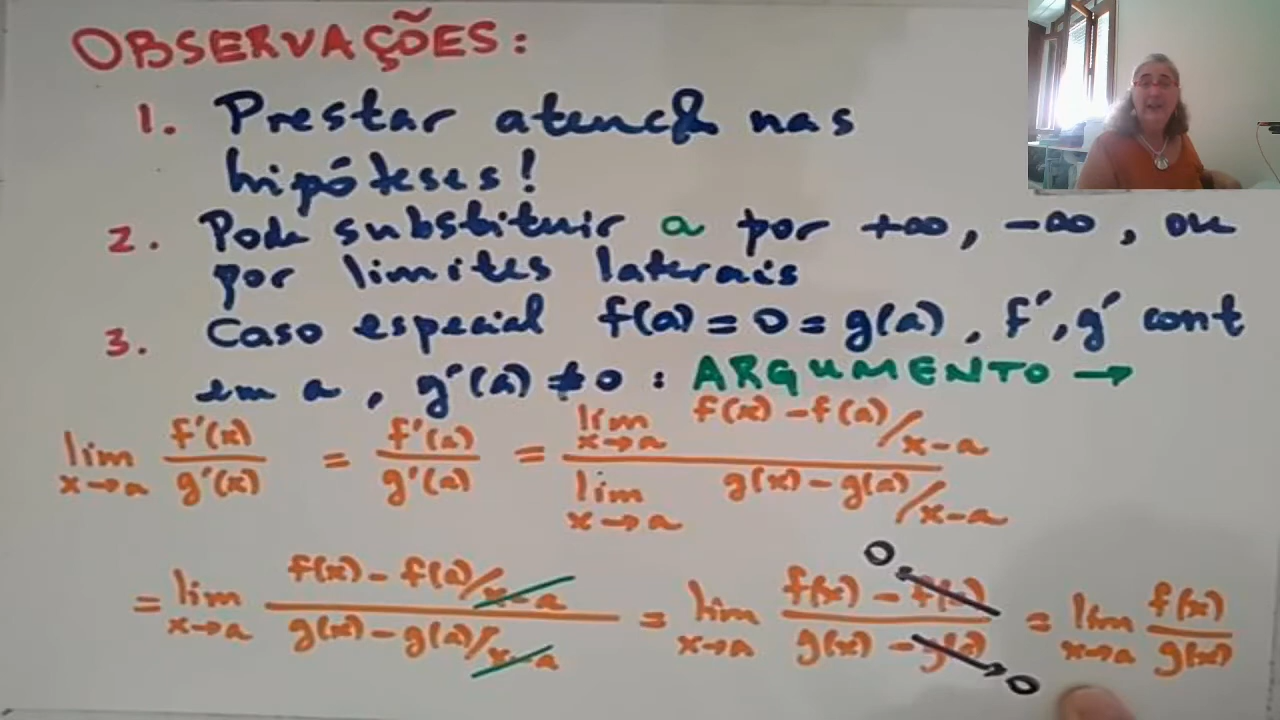 OBSERVAÇÕES:
1. Prestar atenção nas
hipóteses!
2. Pode substituir a por +∞, -∞, ou
por limites laterais
3. Caso especial f(a) = 0 = g(a), f', g' cont
em a, g'(a) ≠ 0 : ARGUMENTO →
lim x→a f'(x)/g'(x) = f'(a)/g'(a) = lim x→a f(x) - f(a)/x-a / lim x→a g(x) - g(a)/x-a
= lim x→a f(x) - f(a)/x-a / g(x) - g(a)/x-a = lim x→a f(x) - f(a) → 0 / g(x) - g(a) → 0 = lim x→a f(x)/g(x)